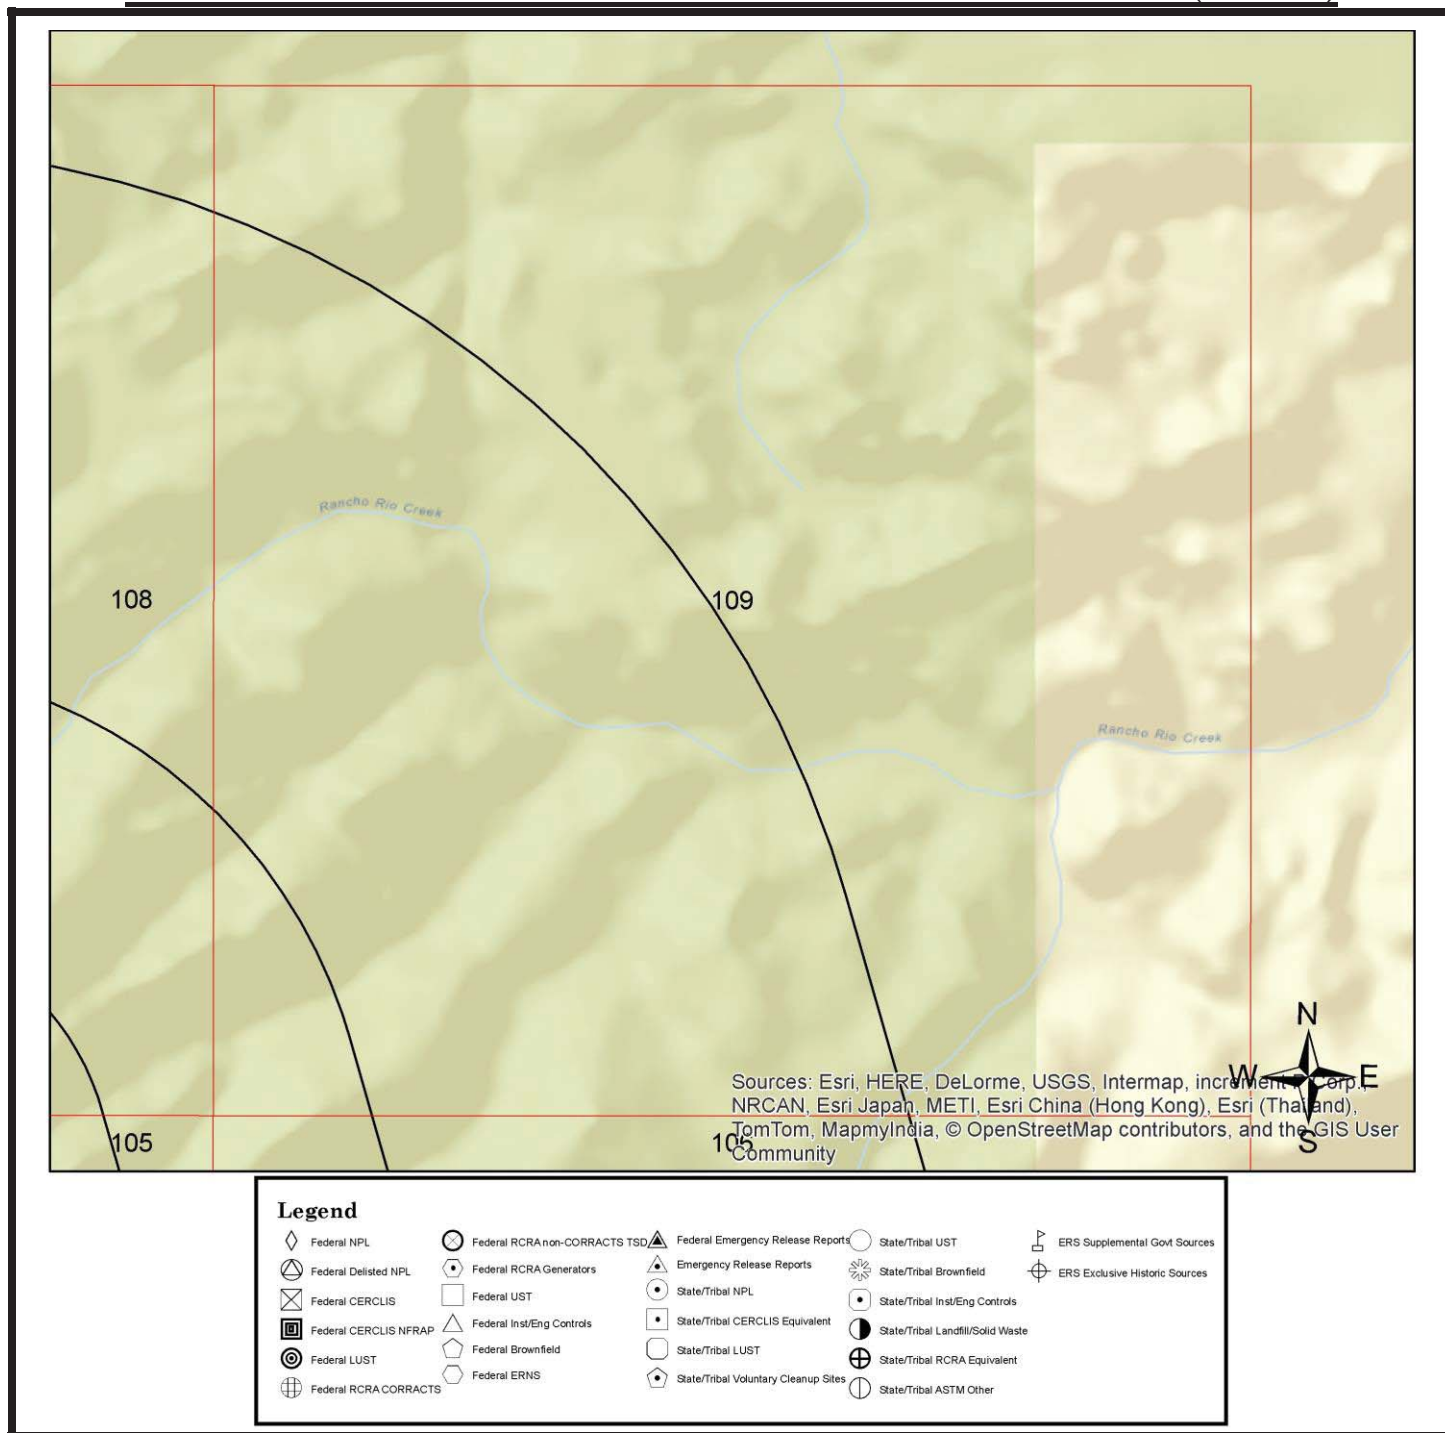 Rancho Rio Creek
108
109
Rancho Rio Creek
N
W E
S
Sources: Esri, HERE, DeLorme, USGS, Intermap, increment P Corp.,
NRCAN, Esri Japan, METI, Esri China (Hong Kong), Esri (Thailand),
TomTom, MapmyIndia, © OpenStreetMap contributors, and the GIS User
Community
105
Legend
Federal NPL
Federal Delisted NPL
Federal CERCLIS
Federal CERCLIS NFRAP
Federal LUST
Federal RCRA CORRACTS
Federal RCRA non-CORRACTS TSD
Federal RCRA Generators
Federal UST
Federal Inst/Eng Controls
Federal Brownfield
Federal ERNS
Federal Emergency Release Reports
Emergency Release Reports
State/Tribal NPL
State/Tribal CERCLIS Equivalent
State/Tribal LUST
State/Tribal Voluntary Cleanup Sites
State/Tribal UST
State/Tribal Brownfield
State/Tribal Inst/Eng Controls
State/Tribal Landfill/Solid Waste
State/Tribal RCRA Equivalent
State/Tribal ASTM Other
ERS Supplemental Govt Sources
ERS Exclusive Historic Sources